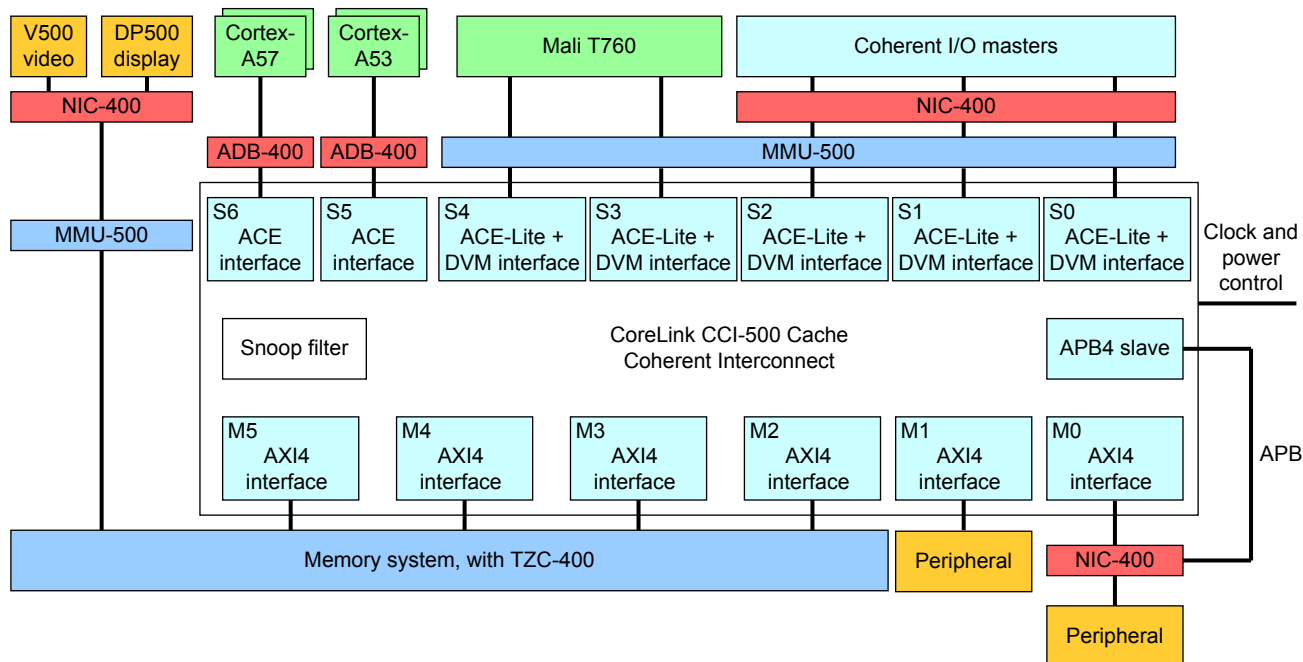 V500
video
DP500
display
Cortex-
A57
Cortex-
A53
Mali T760
Coherent I/O masters
NIC-400
NIC-400
ADB-400
ADB-400
MMU-500
S6
ACE
interface
S5
ACE
interface
S4
ACE-Lite +
DVM interface
S3
ACE-Lite +
DVM interface
S2
ACE-Lite +
DVM interface
S1
ACE-Lite +
DVM interface
S0
ACE-Lite +
DVM interface
MMU-500
Clock and
power
control
Snoop filter
CoreLink CCI-500 Cache
Coherent Interconnect
APB4 slave
M5
AXI4
interface
M4
AXI4
interface
M3
AXI4
interface
M2
AXI4
interface
M1
AXI4
interface
M0
AXI4
interface
APB
Memory system, with TZC-400
Peripheral
NIC-400
Peripheral